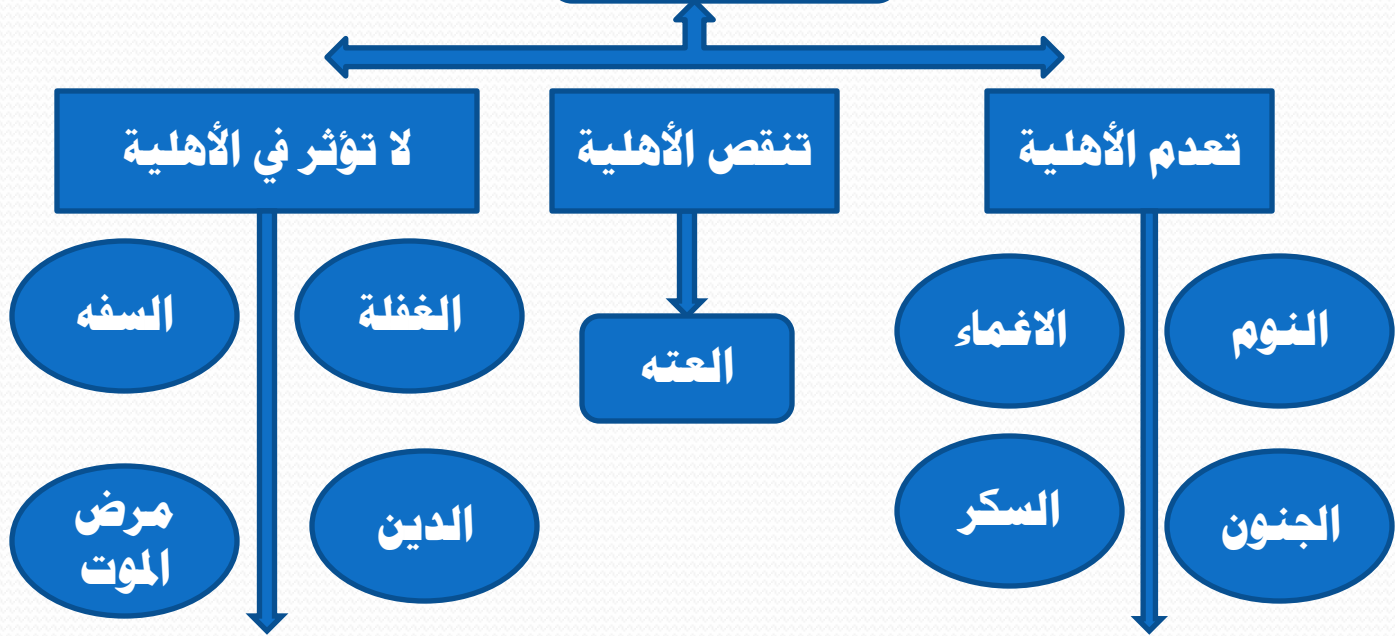 تعدم الأهلية
تنقص الأهلية
لا تؤثر في الأهلية
النوم
الاغماء
الجنون
السكر
العته
الغفلة
السفه
الدين
مرض
الموت